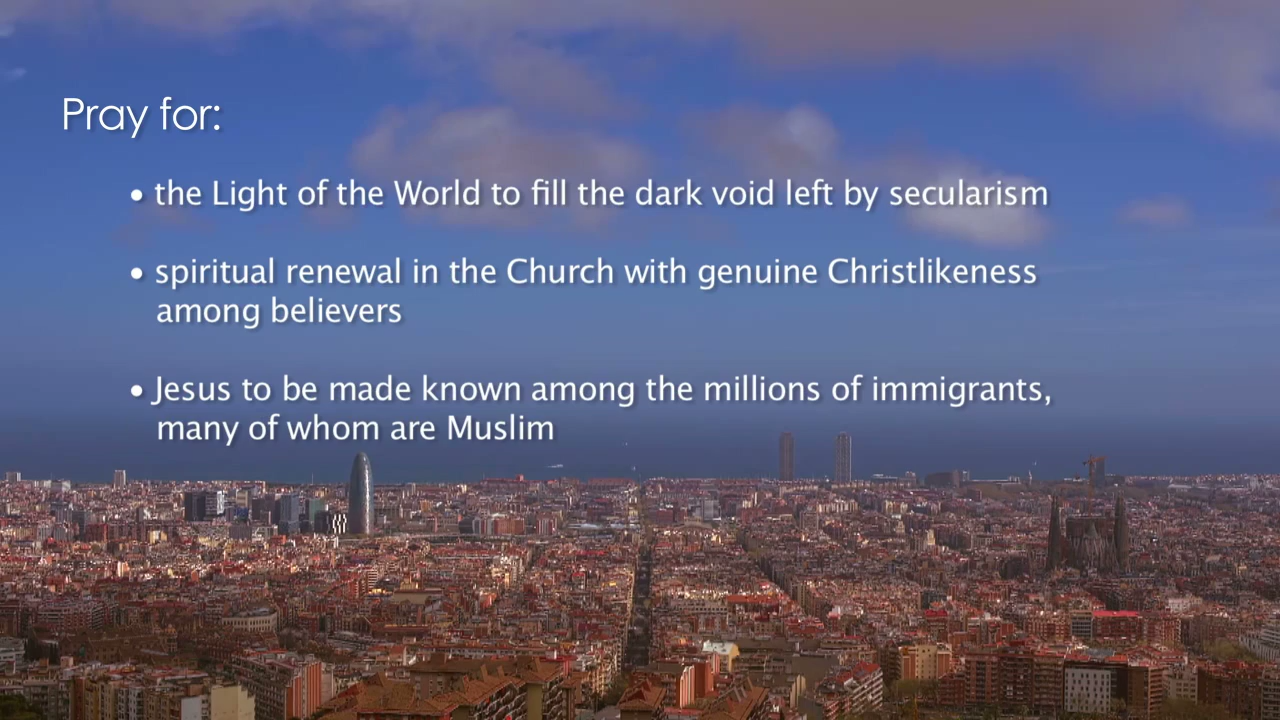 Pray for:
• the Light of the World to fill the dark void left by secularism
• spiritual renewal in the Church with genuine Christlikeness
among believers
• Jesus to be made known among the millions of immigrants,
many of whom are Muslim